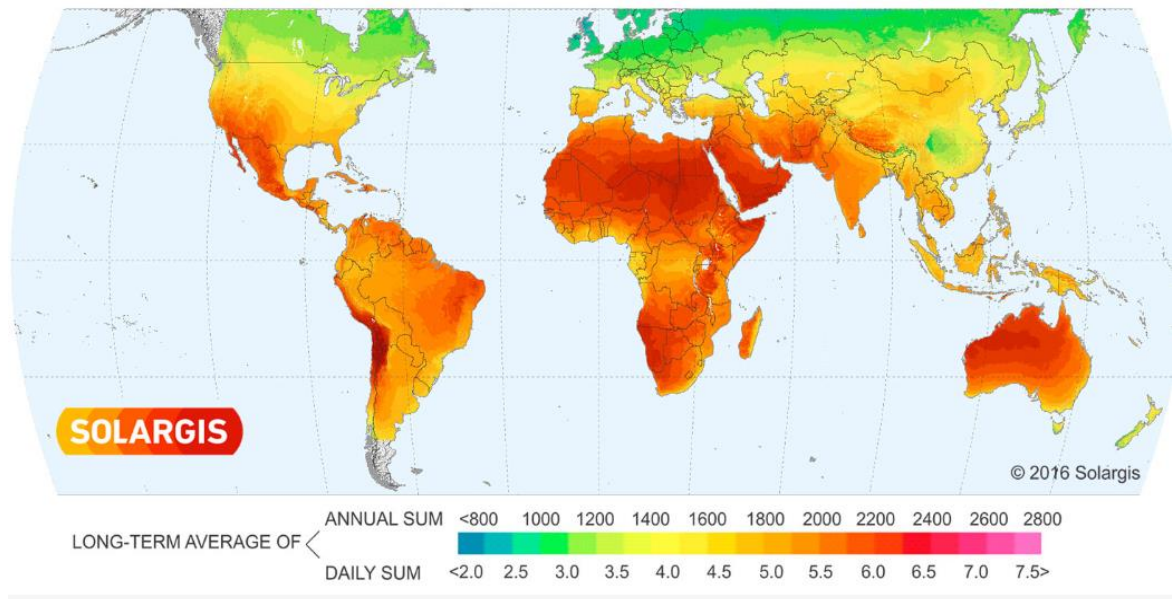 SOLARGIS
© 2016 Solargis
ANNUAL SUM <800 1000 1200 1400 1600 1800 2000 2200 2400 2600 2800
LONG-TERM AVERAGE OF
DAILY SUM <2.0 2.5 3.0 3.5 4.0 4.5 5.0 5.5 6.0 6.5 7.0 7.5>